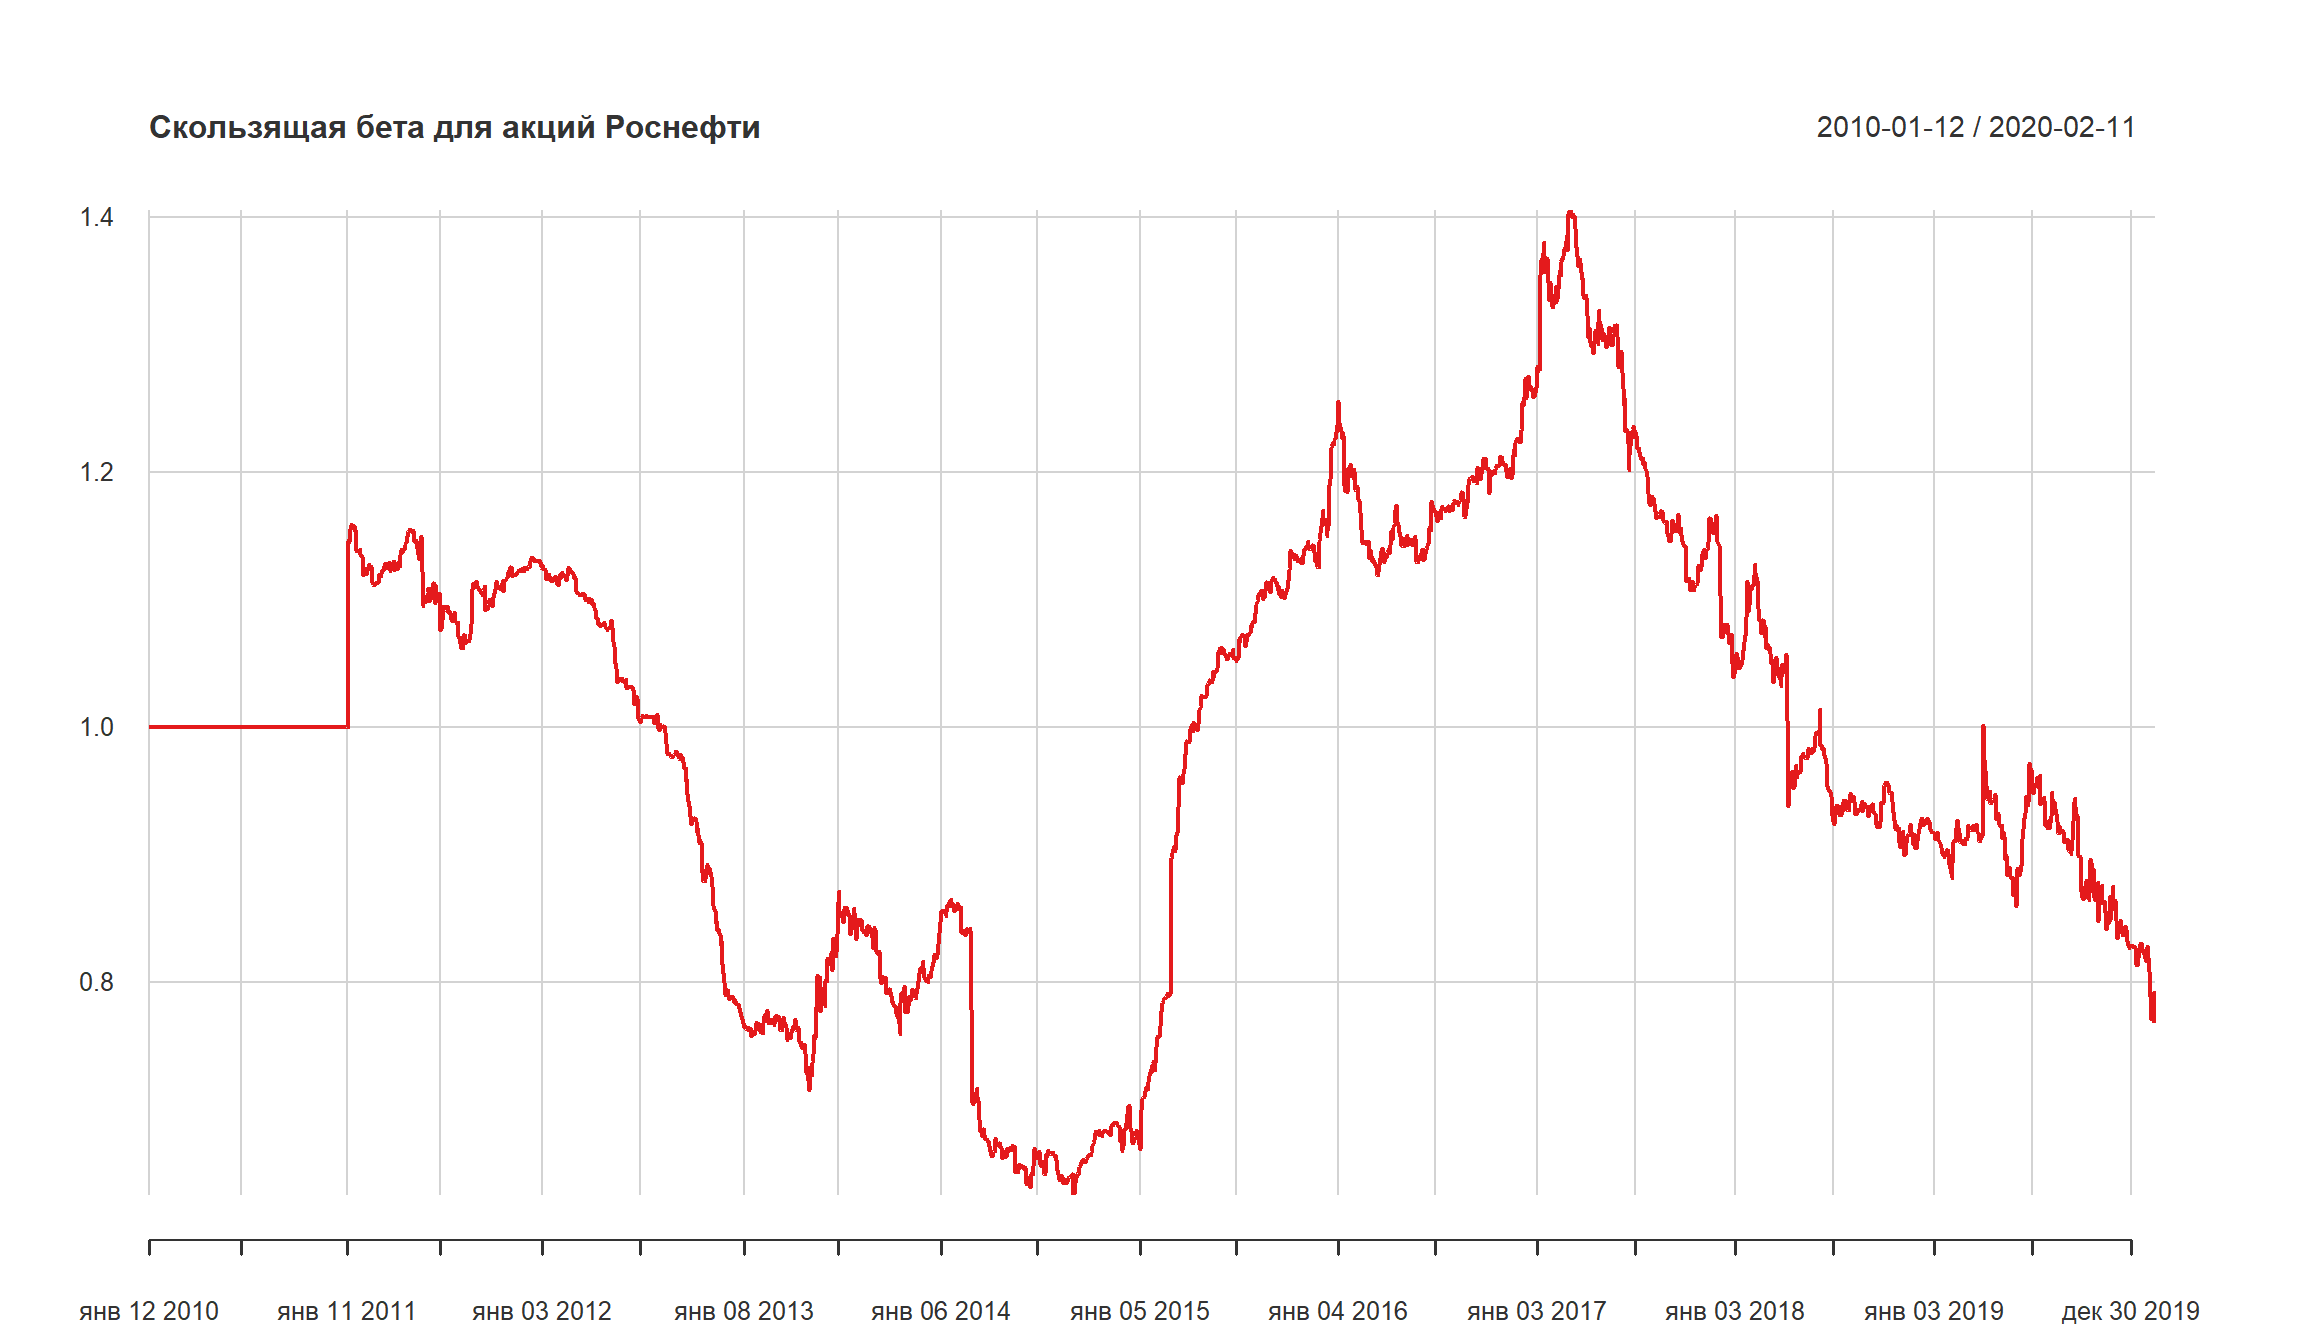 Скользящая бета для акций Роснефти
2010-01-12 / 2020-02-11
1.4
1.2
1.0
0.8
янв 12 2010
янв 11 2011
янв 03 2012
янв 08 2013
янв 06 2014
янв 05 2015
янв 04 2016
янв 03 2017
янв 03 2018
янв 03 2019
дек 30 2019